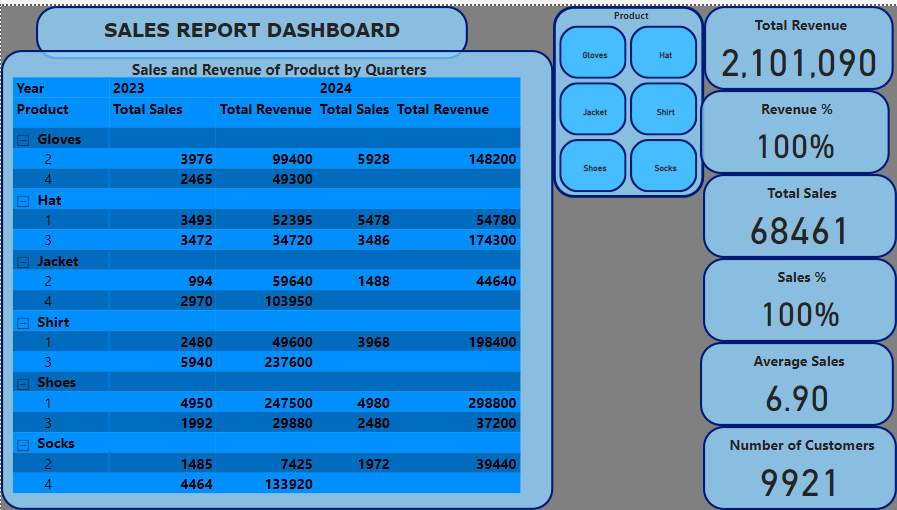 SALES REPORT DASHBOARD
Sales and Revenue of Product by Quarters
Year 2023 2024
Product Total Sales Total Revenue Total Sales Total Revenue
Gloves
2 3976 99400 5928 148200
4 2465 49300
Hat
1 3493 52395 5478 54780
3 3472 34720 3486 174300
Jacket
2 994 59640 1488 44640
4 2970 103950
Shirt
1 2480 49600 3968 198400
3 5940 237600
Shoes
1 4950 247500 4980 298800
3 1992 29880 2480 37200
Socks
2 1485 7425 1972 39440
4 4464 133920
Product
Gloves Hat
Jacket Shirt
Shoes Socks
Total Revenue
2,101,090
Revenue %
100%
Total Sales
68461
Sales %
100%
Average Sales
6.90
Number of Customers
9921